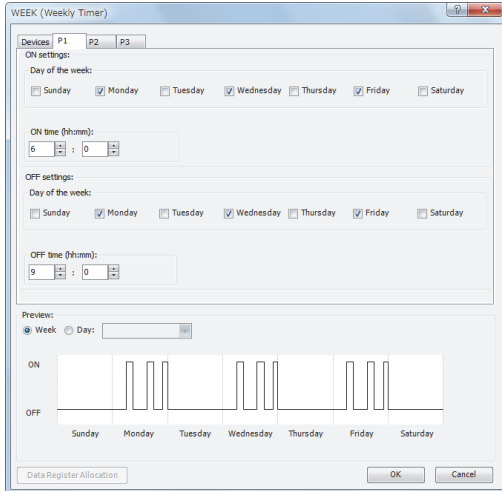 WEEK (Weekly Timer)
Devices P1 P2 P3
ON settings:
Day of the week:
Sunday Monday Tuesday Wednesday Thursday Friday Saturday
ON time (hh:mm):
6 : 0
OFF settings:
Day of the week:
Sunday Monday Tuesday Wednesday Thursday Friday Saturday
OFF time (hh:mm):
9 : 0
Preview:
Week Day:
ON
OFF
Sunday Monday Tuesday Wednesday Thursday Friday Saturday
Data Register Allocation OK Cancel